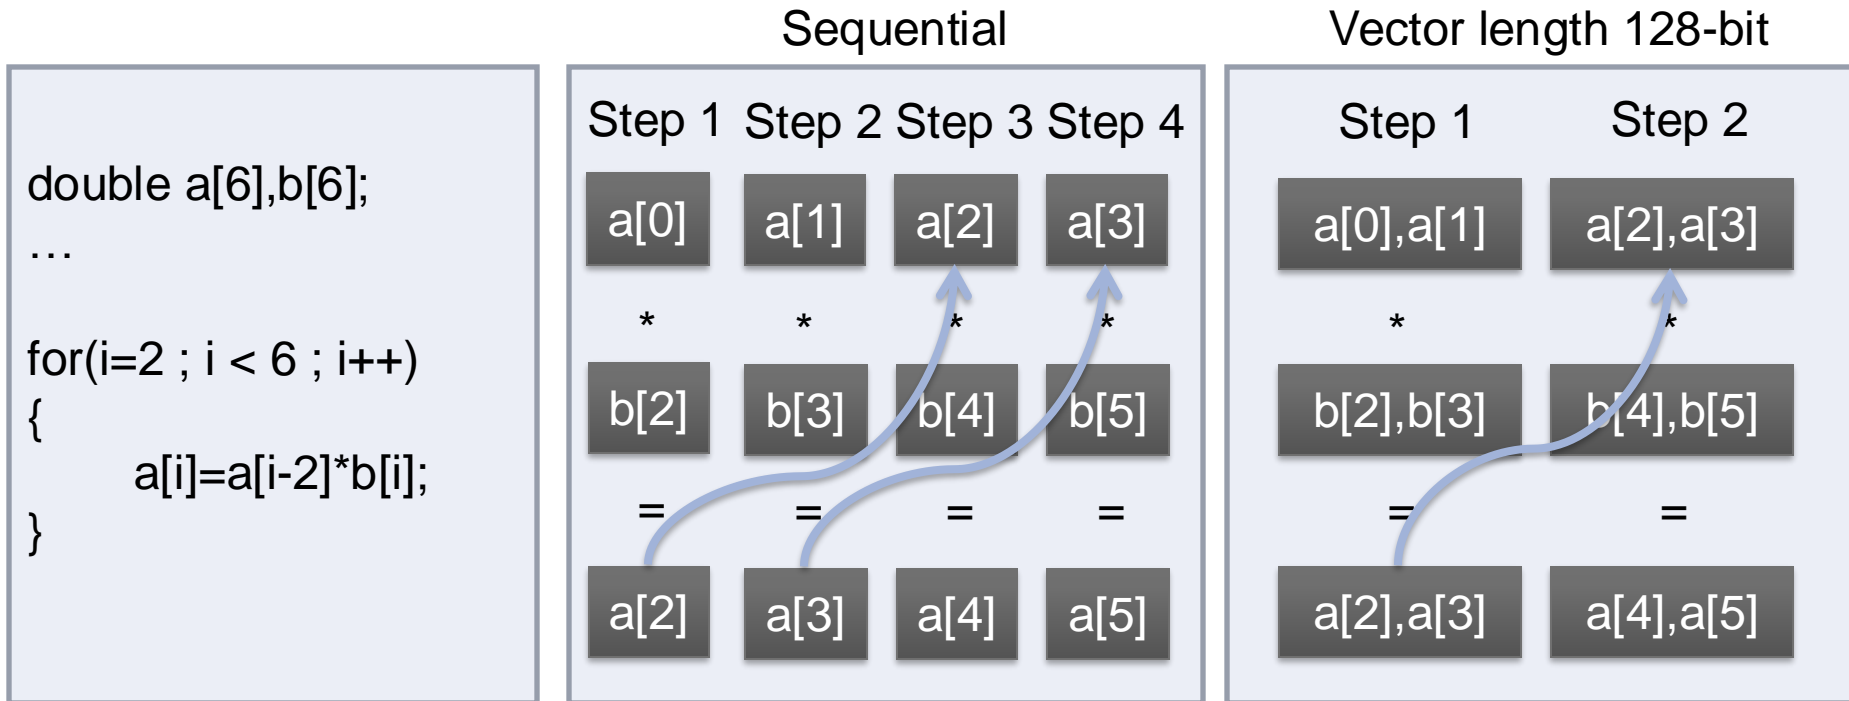 Sequential
Vector length 128-bit
double a[6],b[6];
…
for(i=2 ; i < 6 ; i++)
{
a[i]=a[i-2]*b[i];
}
Step 1 Step 2 Step 3 Step 4
a[0] a[1] a[2] a[3]
* * * *
b[2] b[3] b[4] b[5]
= = = =
a[2] a[3] a[4] a[5]
Step 1 Step 2
a[0],a[1] a[2],a[3]
* *
b[2],b[3] b[4],b[5]
= =
a[2],a[3] a[4],a[5]